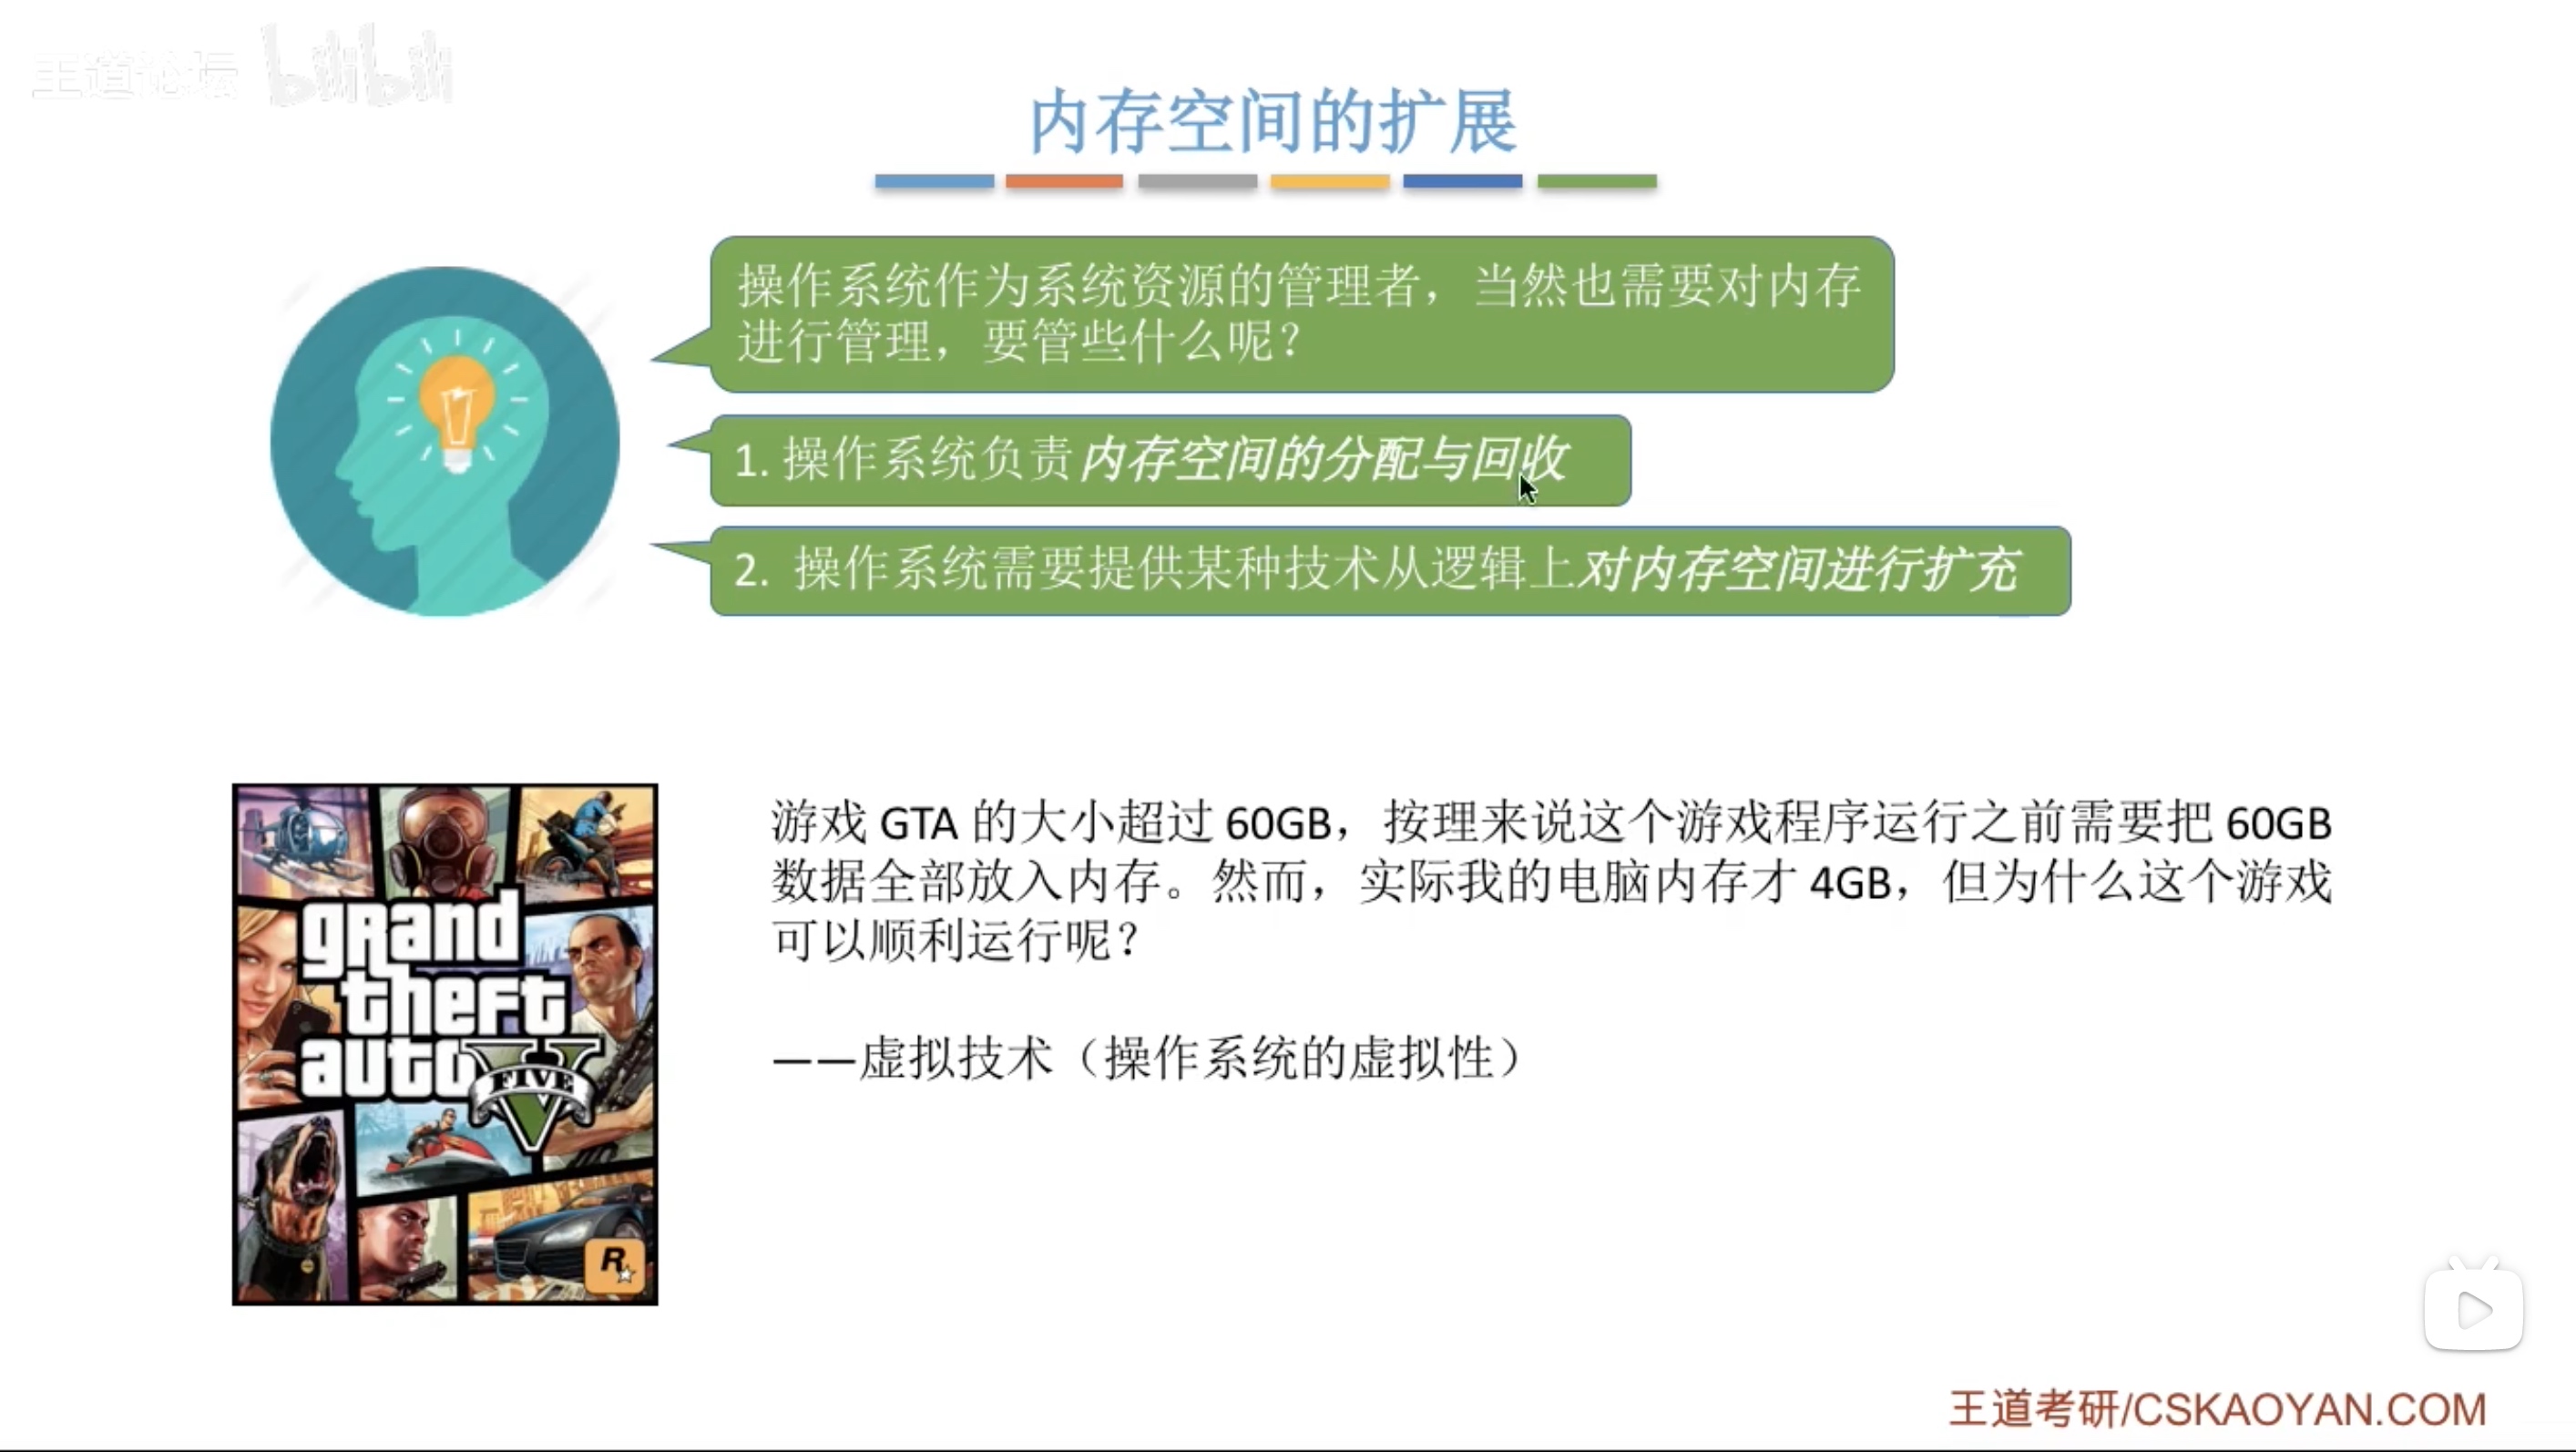 王道论坛 bilibili
内存空间的扩展
操作系统作为系统资源的管理者，当然也需要对内存
进行管理，要管些什么呢？
1. 操作系统负责内存空间的分配与回收
2. 操作系统需要提供某种技术从逻辑上对内存空间进行扩充
游戏 GTA 的大小超过 60GB，按理来说这个游戏程序运行之前需要把 60GB
数据全部放入内存。然而，实际我的电脑内存才 4GB，但为什么这个游戏
可以顺利运行呢？
——虚拟技术（操作系统的虚拟性）
grand
theft
auto V
FIVE
R
王道考研/CSKAOYAN.COM